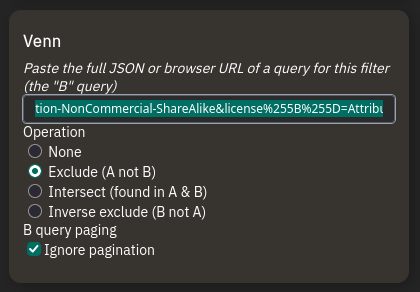 Venn
Paste the full JSON or browser URL of a query for this filter
(the "B" query)
tion-NonCommercial-ShareAlike&license%255B%255D=Attribu
Operation
None
Exclude (A not B)
Intersect (found in A & B)
Inverse exclude (B not A)
B query paging
Ignore pagination